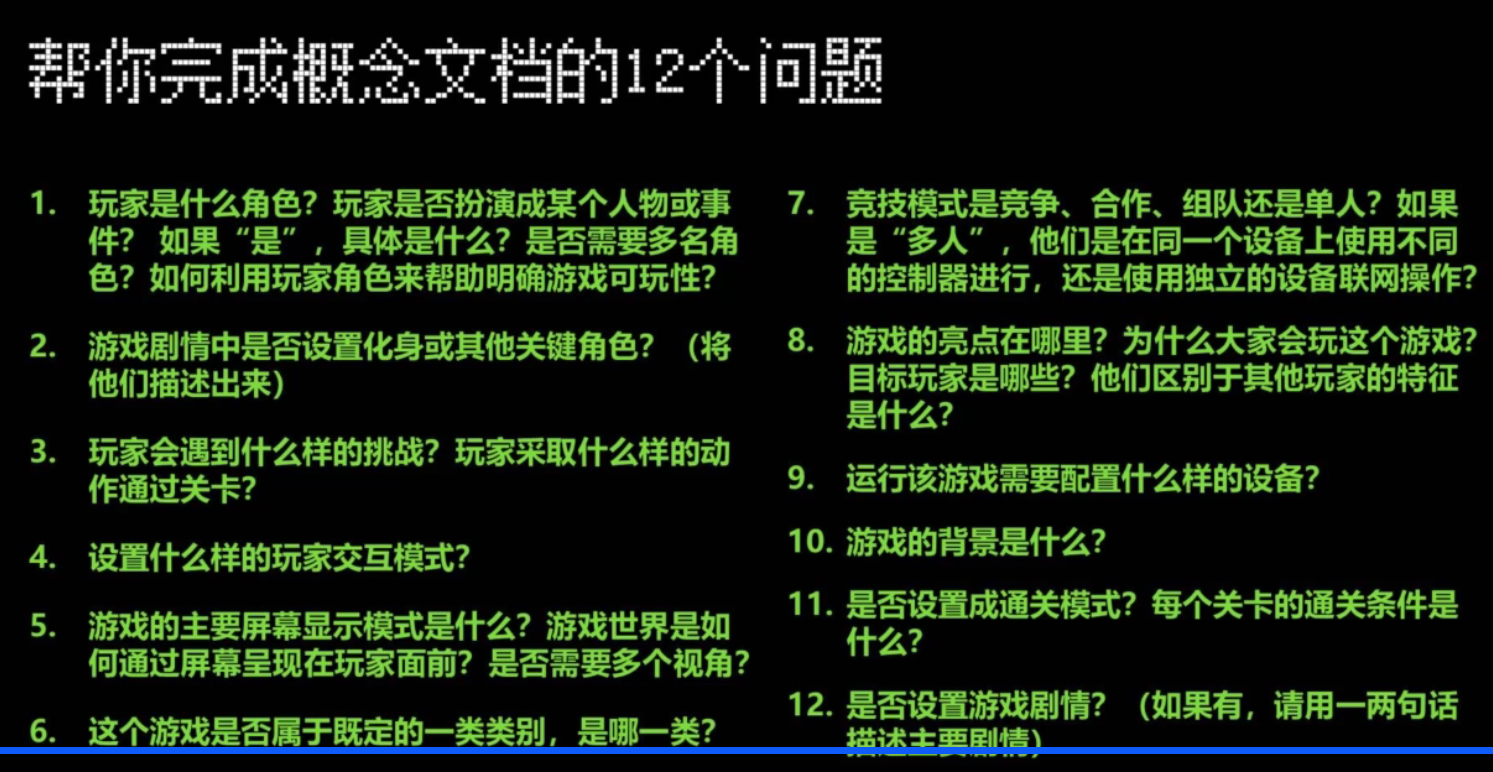 帮你完成概念文档的12个问题
1. 玩家是什么角色？玩家是否扮演成某个人物或事
件？ 如果“是”，具体是什么？是否需要多名角
色？如何利用玩家角色来帮助明确游戏可玩性？
2. 游戏剧情中是否设置化身或其他关键角色？（将
他们描述出来）
3. 玩家会遇到什么样的挑战？玩家采取什么样的动
作通过关卡？
4. 设置什么样的玩家交互模式？
5. 游戏的主要屏幕显示模式是什么？游戏世界是如
何通过屏幕呈现在玩家面前？是否需要多个视角？
6. 这个游戏是否属于既定的一类类别，是哪一类？
7. 竞技模式是竞争、合作、组队还是单人？如果
是“多人”，他们是在同一个设备上使用不同
的控制器进行，还是使用独立的设备联网操作？
8. 游戏的亮点在哪里？为什么大家会玩这个游戏？
目标玩家是哪些？他们区别于其他玩家的特征
是什么？
9. 运行该游戏需要配置什么样的设备？
10. 游戏的背景是什么？
11. 是否设置成通关模式？每个关卡的通关条件是
什么？
12. 是否设置游戏剧情？（如果有，请用一两句话
描述主要剧情）